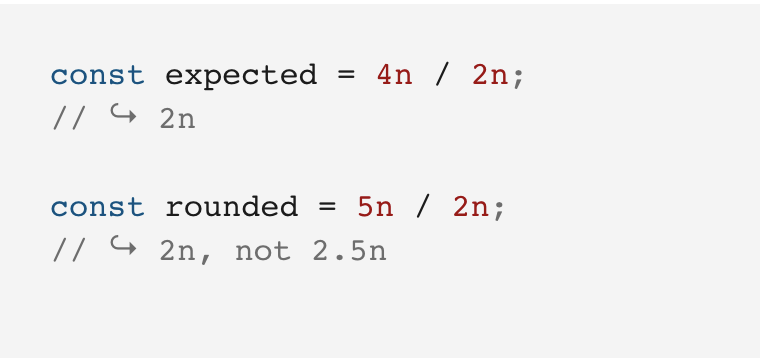 const expected = 4n / 2n;
// ↪ 2n
const rounded = 5n / 2n;
// ↪ 2n, not 2.5n